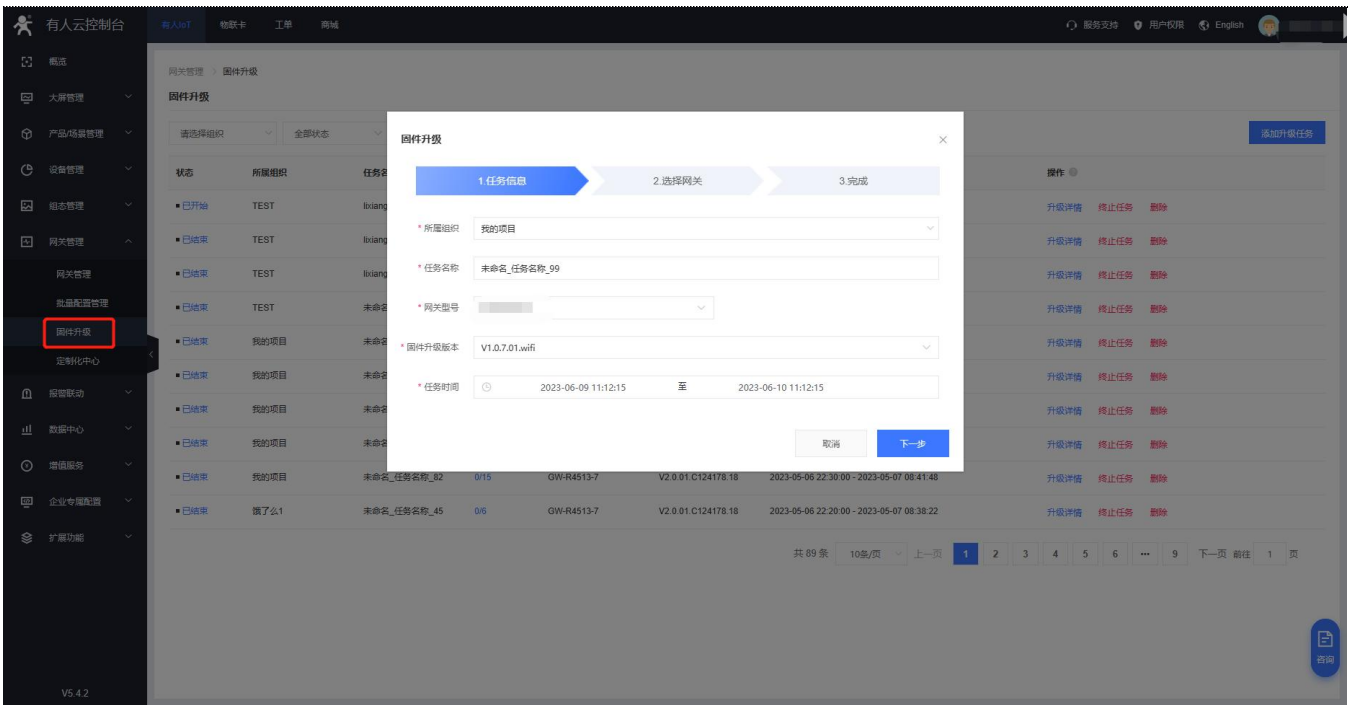 有人云控制台 有人IoT 物联卡 工单 商城 服务支持 用户权限 English
概览
大屏管理
产品/场景管理
设备管理
组态管理
网关管理
网关管理
批量配置管理
固件升级
定制化中心
报警联动
数据中心
增值服务
企业专属配置
扩展功能
V5.4.2
网关管理 > 固件升级
固件升级
请选择组织 全部状态 添加升级任务
状态 所属组织 操作
已开始 TEST lixiang 升级详情 终止任务 删除
已结束 TEST lixiang 升级详情 终止任务 删除
已结束 TEST lixiang 升级详情 终止任务 删除
已结束 TEST 升级详情 终止任务 删除
已结束 我的项目 升级详情 终止任务 删除
已结束 我的项目 升级详情 终止任务 删除
已结束 我的项目 升级详情 终止任务 删除
已结束 我的项目 升级详情 终止任务 删除
已结束 我的项目 未命名_任务名称_82 0/15 GW-R4513-7 V2.0.01.C124178.18 2023-05-06 22:30:00 - 2023-05-07 08:41:48 升级详情 终止任务 删除
已结束 饿了么1 未命名_任务名称_45 0/6 GW-R4513-7 V2.0.01.C124178.18 2023-05-06 22:20:00 - 2023-05-07 08:38:22 升级详情 终止任务 删除
共 89 条 10条/页 上一页 1 2 3 4 5 6 ••• 9 下一页 前往 1 页
固件升级
1.任务信息 2.选择网关 3.完成
* 所属组织 我的项目
* 任务名称 未命名_任务名称_99
* 网关型号
* 固件升级版本 V1.0.7.01.wifi
* 任务时间 2023-06-09 11:12:15 至 2023-06-10 11:12:15
取消 下一步
咨询